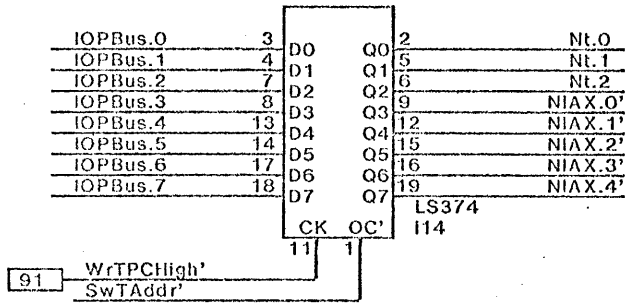 IOPBus.0 3 D0 Q0 2 Nt.0
IOPBus.1 4 D1 Q1 5 Nt.1
IOPBus.2 7 D2 Q2 6 Nt.2
IOPBus.3 8 D3 Q3 9 NIAX.0'
IOPBus.4 13 D4 Q4 12 NIAX.1'
IOPBus.5 14 D5 Q5 15 NIAX.2'
IOPBus.6 17 D6 Q6 16 NIAX.3'
IOPBus.7 18 D7 Q7 19 NIAX.4'
LS374
CK OC' I14
11 1
91 WrTPCHigh'
SwTAddr'